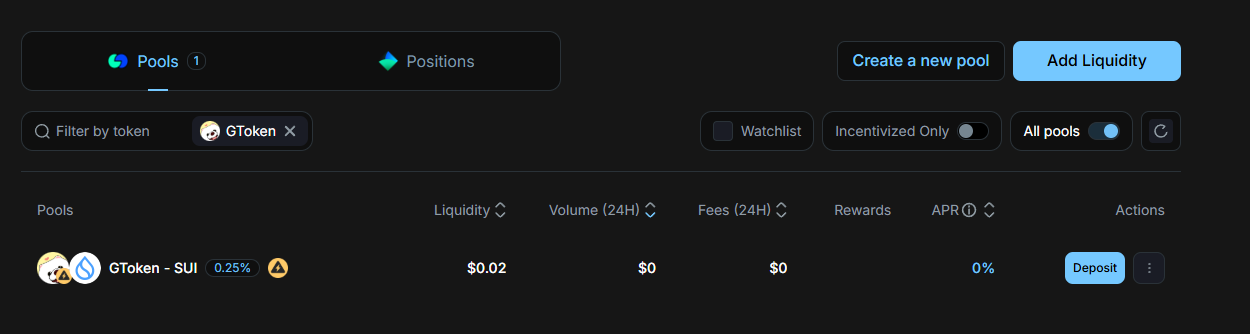 Pools 1 Positions
Create a new pool Add Liquidity
Filter by token GToken
Watchlist Incentivized Only All pools
Pools Liquidity Volume (24H) Fees (24H) Rewards APR Actions
GToken - SUI 0.25% $0.02 $0 $0 0% Deposit